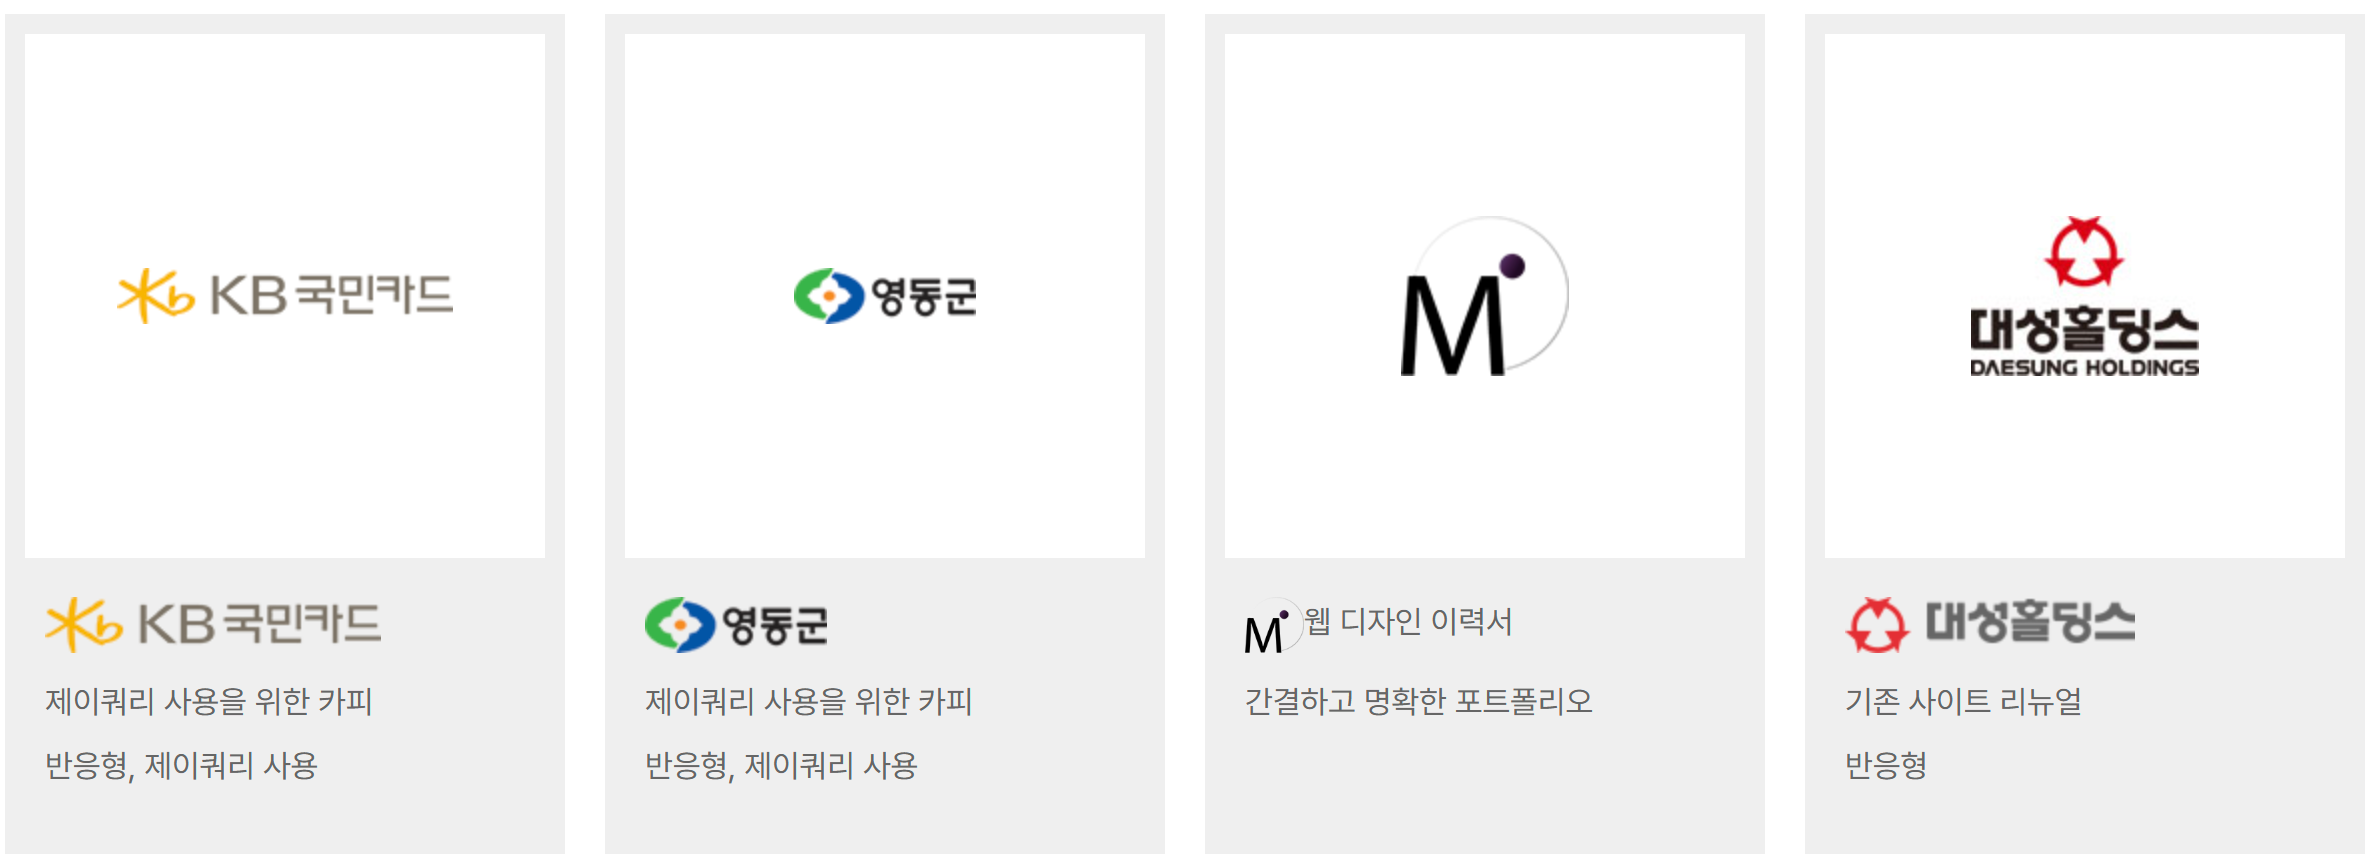 KB 국민카드
KB 국민카드
제이쿼리 사용을 위한 카피
반응형, 제이쿼리 사용
영동군
영동군
제이쿼리 사용을 위한 카피
반응형, 제이쿼리 사용
M
M 웹 디자인 이력서
간결하고 명확한 포트폴리오
대성홀딩스
DAESUNG HOLDINGS
대성홀딩스
기존 사이트 리뉴얼
반응형